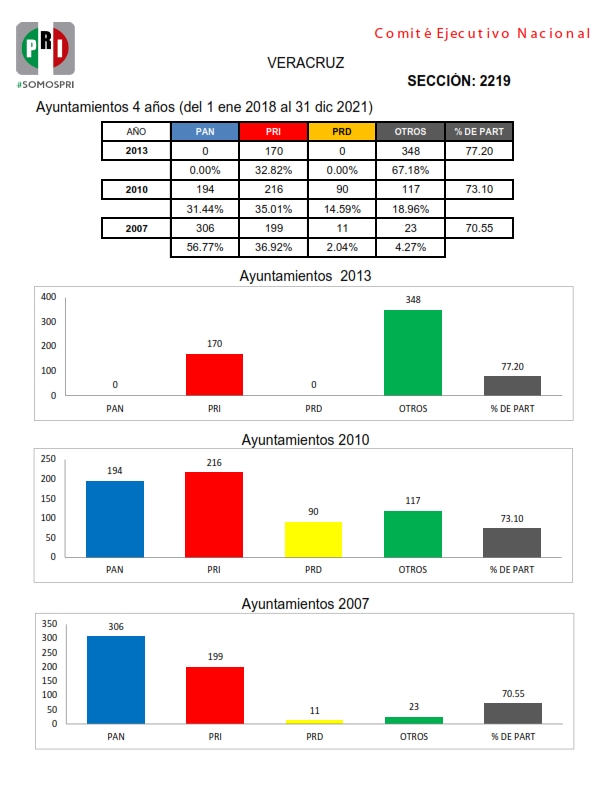 Comité Ejecutivo Nacional
PRI
#SOMOSPRI
VERACRUZ
SECCIÓN: 2219
Ayuntamientos 4 años (del 1 ene 2018 al 31 dic 2021)
AÑO PAN PRI PRD OTROS % DE PART
2013 0 170 0 348 77.20
0.00% 32.82% 0.00% 67.18%
2010 194 216 90 117 73.10
31.44% 35.01% 14.59% 18.96%
2007 306 199 11 23 70.55
56.77% 36.92% 2.04% 4.27%
Ayuntamientos 2013
400
300
200
100
0
0 170 0 348 77.20
PAN PRI PRD OTROS % DE PART
Ayuntamientos 2010
250
200
150
100
50
0
194 216 90 117 73.10
PAN PRI PRD OTROS % DE PART
Ayuntamientos 2007
350
300
250
200
150
100
50
0
306 199 11 23 70.55
PAN PRI PRD OTROS % DE PART